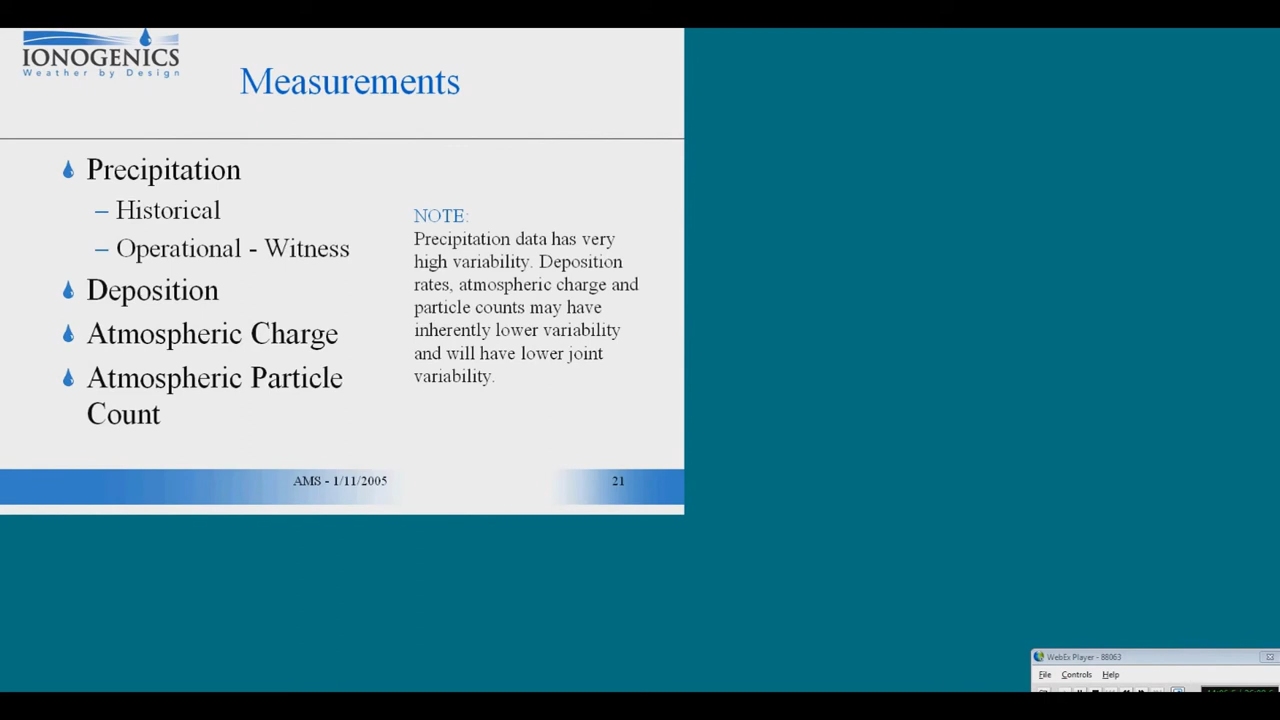 IONOGENICS
Weather by Design
Measurements
Precipitation
– Historical
– Operational - Witness
Deposition
Atmospheric Charge
Atmospheric Particle
Count
NOTE:
Precipitation data has very
high variability. Deposition
rates, atmospheric charge and
particle counts may have
inherently lower variability
and will have lower joint
variability.
AMS - 1/11/2005
21
WebEx Player - 88063
File Controls Help